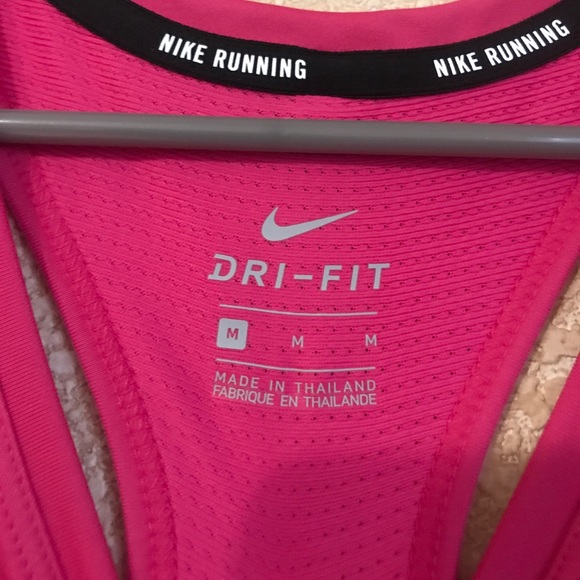 NIKE RUNNING NIKE RUNNING
DRI-FIT
M M M
MADE IN THAILAND
FABRIQUE EN THAILANDE